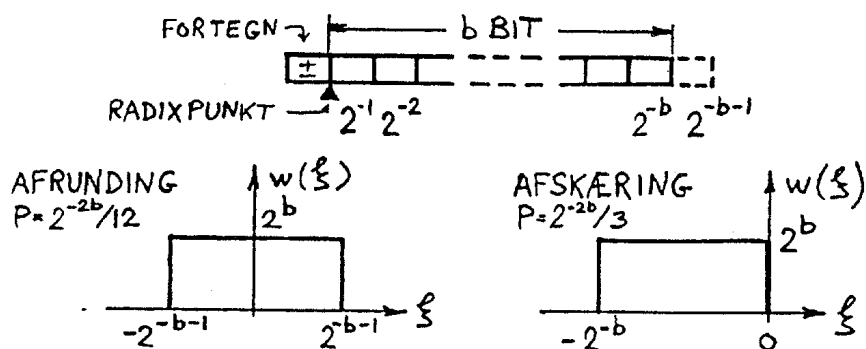 FORTEGN
b BIT
±
RADIXPUNKT
2^-1 2^-2 2^-b 2^-b-1
AFRUNDING
P = 2^-2b/12
w(ξ)
2^b
-2^-b-1 2^-b-1 ξ
AFSKÆRING
P = 2^-2b/3
w(ξ)
2^b
-2^-b 0 ξ